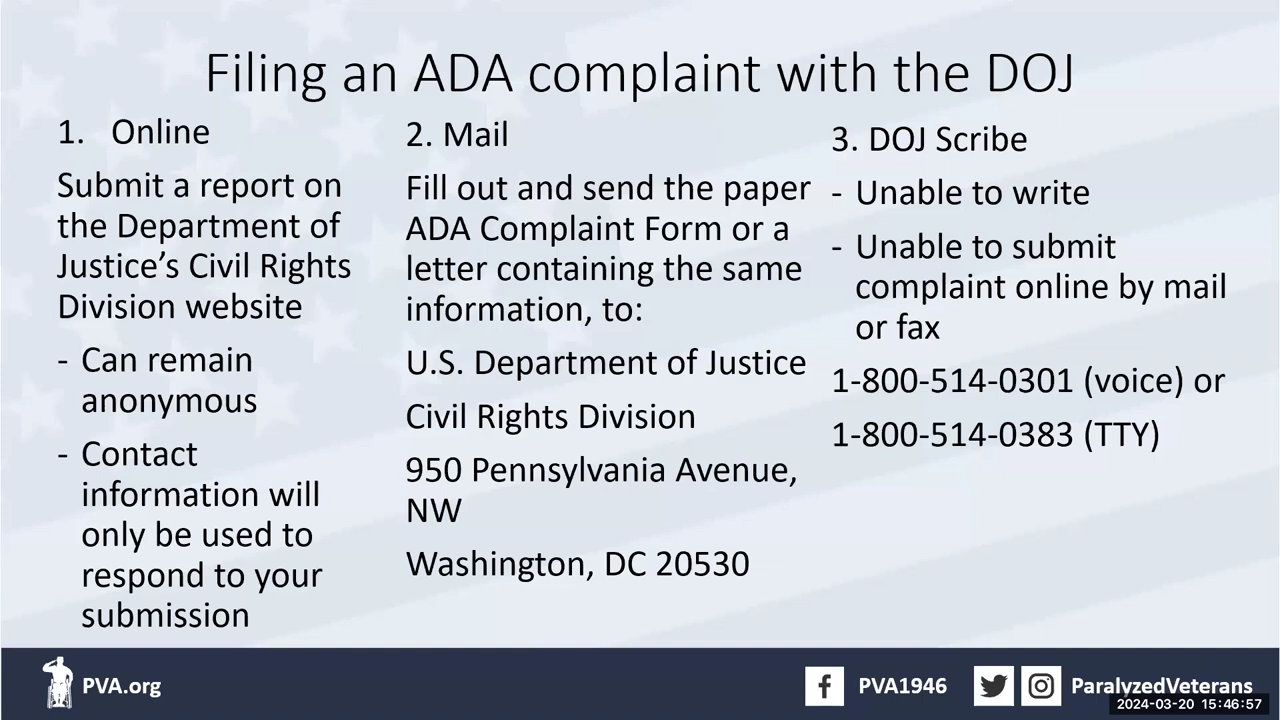 Filing an ADA complaint with the DOJ
1. Online
Submit a report on
the Department of
Justice’s Civil Rights
Division website
- Can remain
anonymous
- Contact
information will
only be used to
respond to your
submission
2. Mail
Fill out and send the paper
ADA Complaint Form or a
letter containing the same
information, to:
U.S. Department of Justice
Civil Rights Division
950 Pennsylvania Avenue,
NW
Washington, DC 20530
3. DOJ Scribe
- Unable to write
- Unable to submit
complaint online by mail
or fax
1-800-514-0301 (voice) or
1-800-514-0383 (TTY)
PVA.org
PVA1946
ParalyzedVeterans
2024-03-20 15:46:57